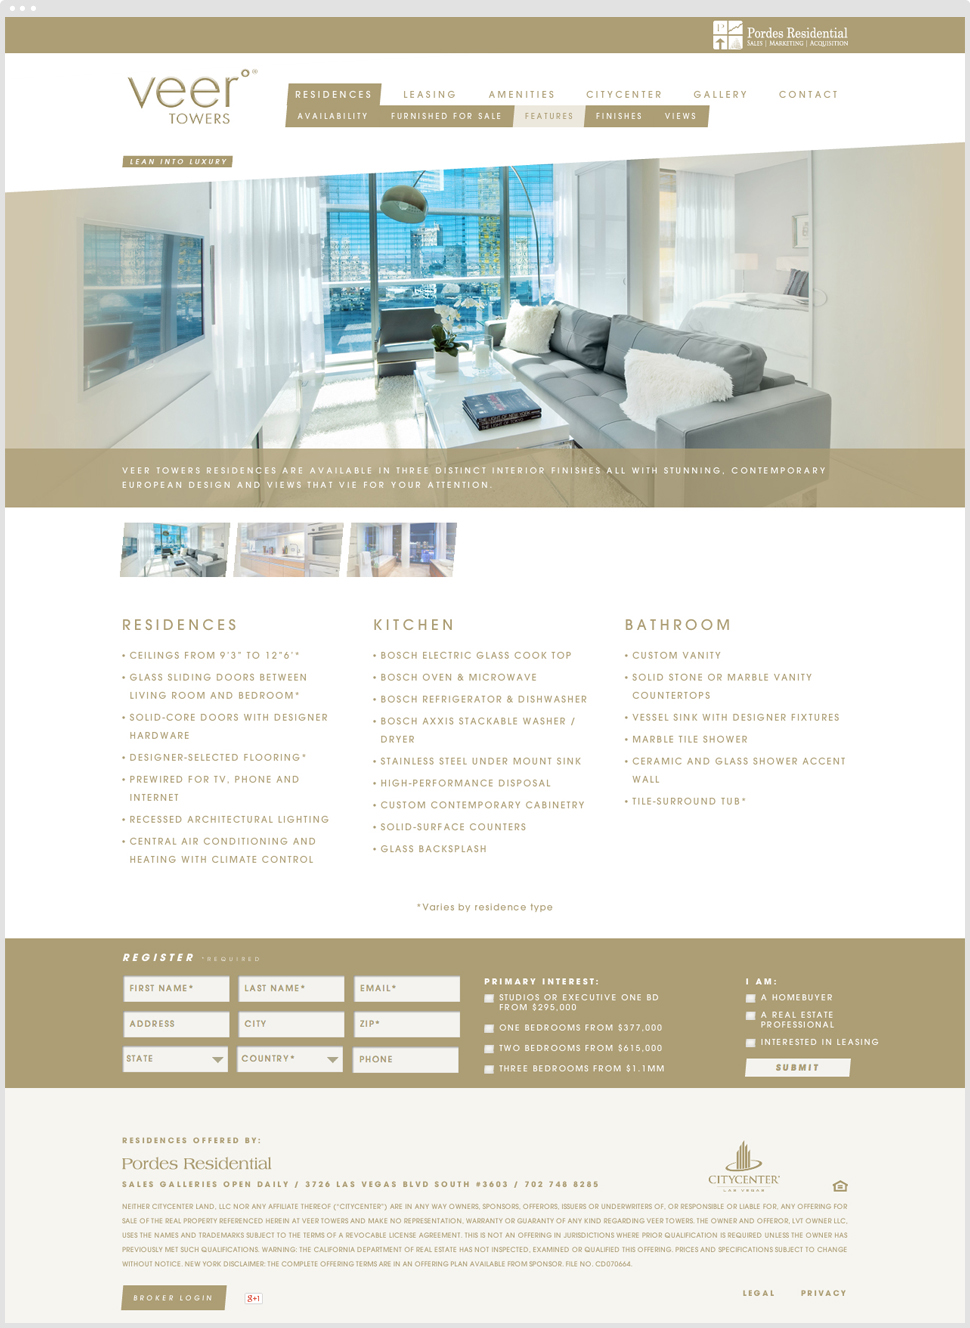 Pordes Residential
SALES | MARKETING | ACQUISITION
veer°®
TOWERS
RESIDENCES LEASING AMENITIES CITYCENTER GALLERY CONTACT
AVAILABILITY FURNISHED FOR SALE FEATURES FINISHES VIEWS
LEAN INTO LUXURY
VEER TOWERS RESIDENCES ARE AVAILABLE IN THREE DISTINCT INTERIOR FINISHES ALL WITH STUNNING, CONTEMPORARY
EUROPEAN DESIGN AND VIEWS THAT VIE FOR YOUR ATTENTION.
RESIDENCES
• CEILINGS FROM 9'3" TO 12"6'*
• GLASS SLIDING DOORS BETWEEN
LIVING ROOM AND BEDROOM*
• SOLID-CORE DOORS WITH DESIGNER
HARDWARE
• DESIGNER-SELECTED FLOORING*
• PREWIRED FOR TV, PHONE AND
INTERNET
• RECESSED ARCHITECTURAL LIGHTING
• CENTRAL AIR CONDITIONING AND
HEATING WITH CLIMATE CONTROL
KITCHEN
• BOSCH ELECTRIC GLASS COOK TOP
• BOSCH OVEN & MICROWAVE
• BOSCH REFRIGERATOR & DISHWASHER
• BOSCH AXXIS STACKABLE WASHER /
DRYER
• STAINLESS STEEL UNDER MOUNT SINK
• HIGH-PERFORMANCE DISPOSAL
• CUSTOM CONTEMPORARY CABINETRY
• SOLID-SURFACE COUNTERS
• GLASS BACKSPLASH
BATHROOM
• CUSTOM VANITY
• SOLID STONE OR MARBLE VANITY
COUNTERTOPS
• VESSEL SINK WITH DESIGNER FIXTURES
• MARBLE TILE SHOWER
• CERAMIC AND GLASS SHOWER ACCENT
WALL
• TILE-SURROUND TUB*
*Varies by residence type
REGISTER *REQUIRED
FIRST NAME* LAST NAME* EMAIL*
ADDRESS CITY ZIP*
STATE COUNTRY* PHONE
PRIMARY INTEREST:
STUDIOS OR EXECUTIVE ONE BD
FROM $295,000
ONE BEDROOMS FROM $377,000
TWO BEDROOMS FROM $615,000
THREE BEDROOMS FROM $1.1MM
I AM:
A HOMEBUYER
A REAL ESTATE
PROFESSIONAL
INTERESTED IN LEASING
SUBMIT
RESIDENCES OFFERED BY:
Pordes Residential
SALES GALLERIES OPEN DAILY / 3726 LAS VEGAS BLVD SOUTH #3603 / 702 748 8285
CITYCENTER
LAS VEGAS
NEITHER CITYCENTER LAND, LLC NOR ANY AFFILIATE THEREOF ("CITYCENTER") ARE IN ANY WAY OWNERS, SPONSORS, OFFERORS, ISSUERS OR UNDERWRITERS OF, OR RESPONSIBLE OR LIABLE FOR, ANY OFFERING FOR
SALE OF THE REAL PROPERTY REFERENCED HEREIN AT VEER TOWERS AND MAKE NO REPRESENTATION, WARRANTY OR GUARANTY OF ANY KIND REGARDING VEER TOWERS. THE OWNER AND OFFEROR, LVT OWNER LLC,
USES THE NAMES AND TRADEMARKS SUBJECT TO THE TERMS OF A REVOCABLE LICENSE AGREEMENT. THIS IS NOT AN OFFERING IN JURISDICTIONS WHERE PRIOR QUALIFICATION IS REQUIRED UNLESS THE OWNER HAS
PREVIOUSLY MET SUCH QUALIFICATIONS. WARNING: THE CALIFORNIA DEPARTMENT OF REAL ESTATE HAS NOT INSPECTED, EXAMINED OR QUALIFIED THIS OFFERING. PRICES AND SPECIFICATIONS SUBJECT TO CHANGE
WITHOUT NOTICE. NEW YORK DISCLAIMER: THE COMPLETE OFFERING TERMS ARE IN AN OFFERING PLAN AVAILABLE FROM SPONSOR. FILE NO. CD070664.
BROKER LOGIN g+1 LEGAL PRIVACY